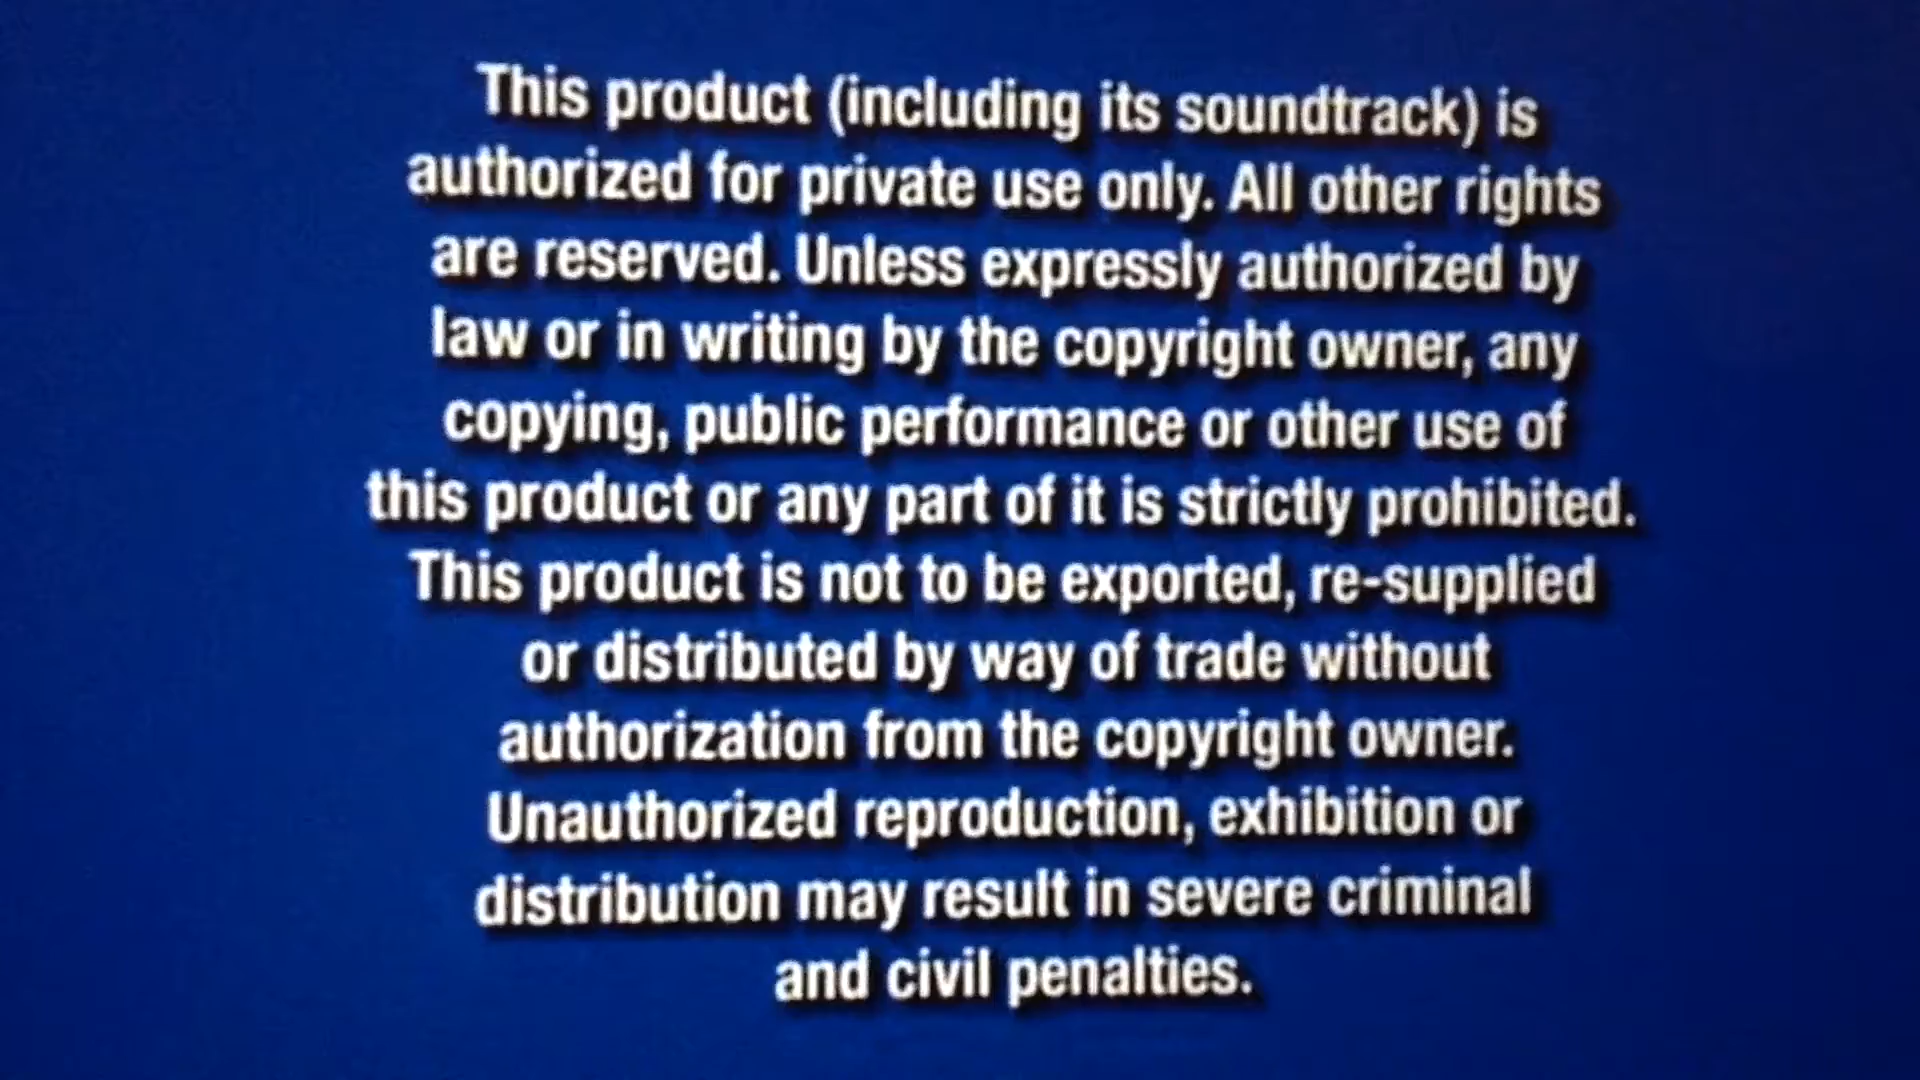 This product (including its soundtrack) is
authorized for private use only. All other rights
are reserved. Unless expressly authorized by
law or in writing by the copyright owner, any
copying, public performance or other use of
this product or any part of it is strictly prohibited.
This product is not to be exported, re-supplied
or distributed by way of trade without
authorization from the copyright owner.
Unauthorized reproduction, exhibition or
distribution may result in severe criminal
and civil penalties.